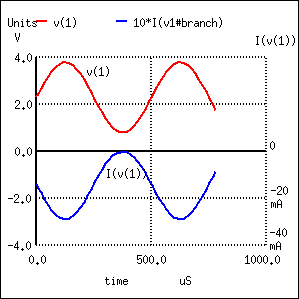 Units v(1) 10*I(v1#branch)
V I(v(1))
4.0
v(1)
2.0
0.0 0
I(v(1))
-2.0 -20
mA
-4.0 -40
mA
0.0 500.0 1000.0
time uS